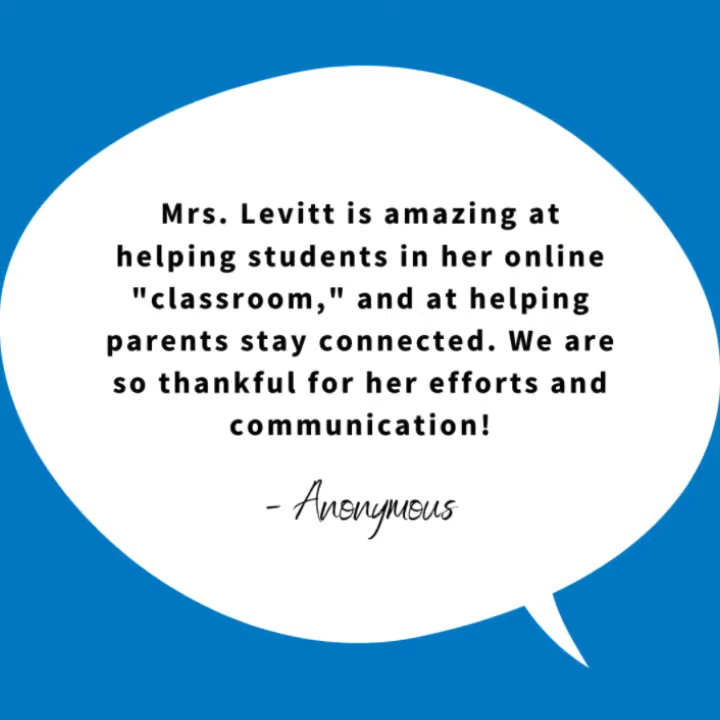 Mrs. Levitt is amazing at
helping students in her online
"classroom," and at helping
parents stay connected. We are
so thankful for her efforts and
communication!
- Anonymous